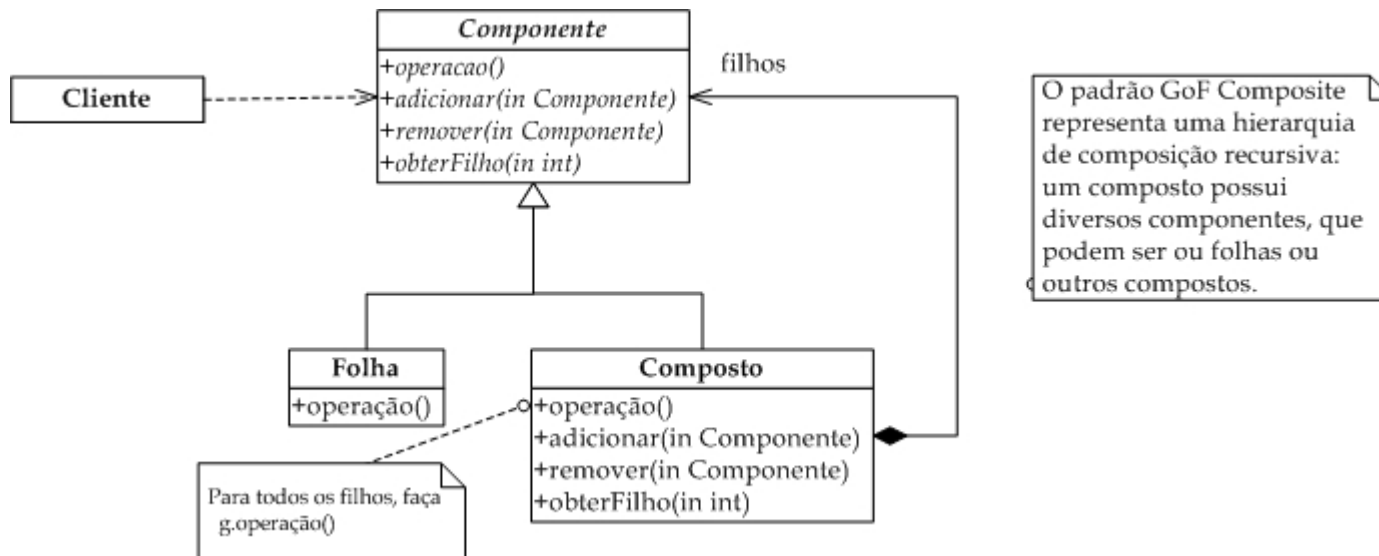 Componente
+operacao()
+adicionar(in Componente)
+remover(in Componente)
+obterFilho(in int)
Cliente
filhos
O padrão GoF Composite
representa uma hierarquia
de composição recursiva:
um composto possui
diversos componentes, que
podem ser ou folhas ou
outros compostos.
Folha
+operação()
Composto
+operação()
+adicionar(in Componente)
+remover(in Componente)
+obterFilho(in int)
Para todos os filhos, faça
g.operação()